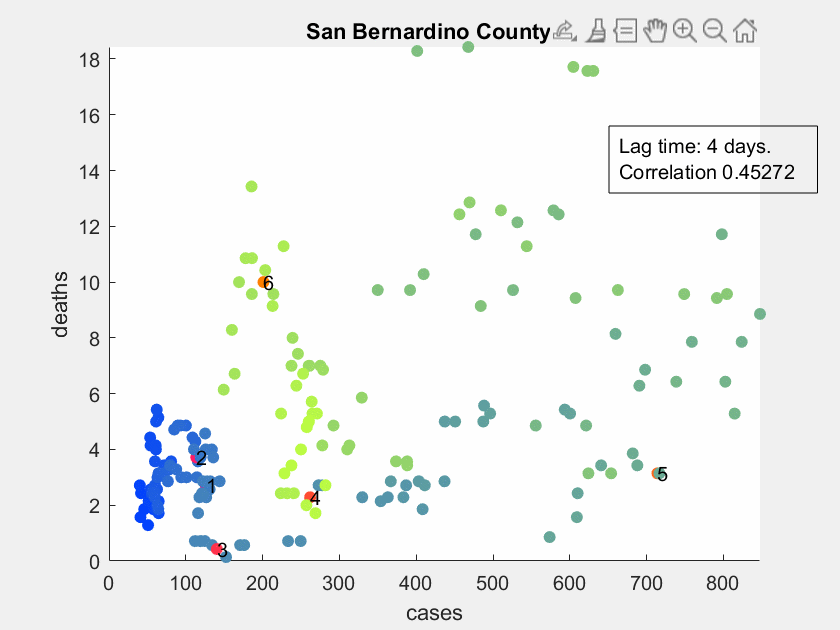 San Bernardino County
18
16
14
12
10
8
6
4
2
0
deaths
Lag time: 4 days.
Correlation 0.45272
6
2
1
3
4
5
0 100 200 300 400 500 600 700 800
cases